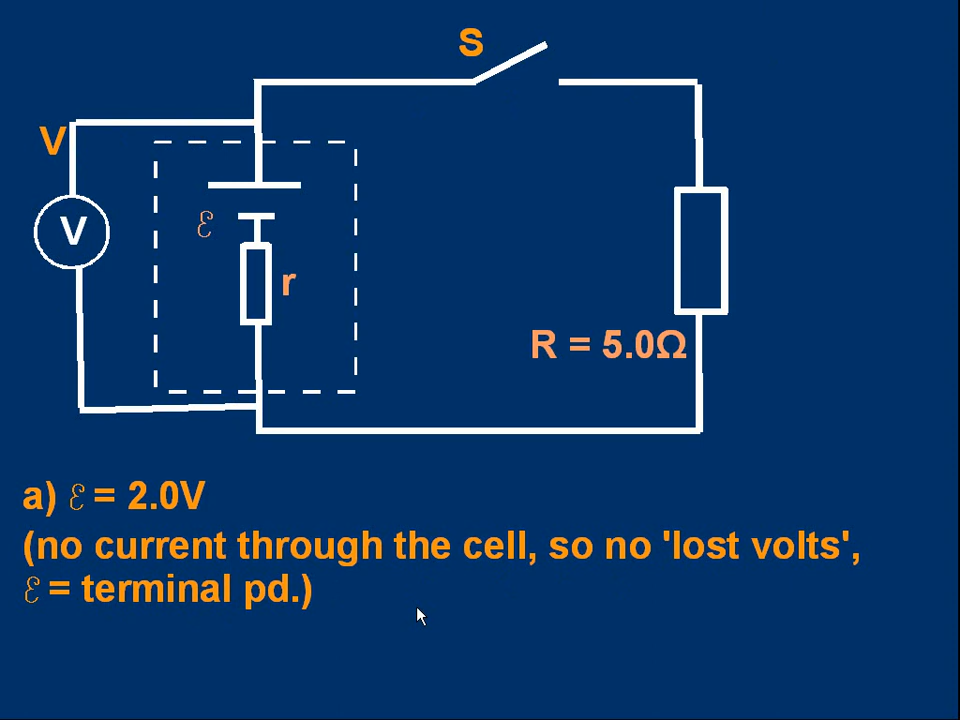 S
V
V
ℰ
r
R = 5.0Ω
a) ℰ = 2.0V
(no current through the cell, so no 'lost volts',
ℰ = terminal pd.)